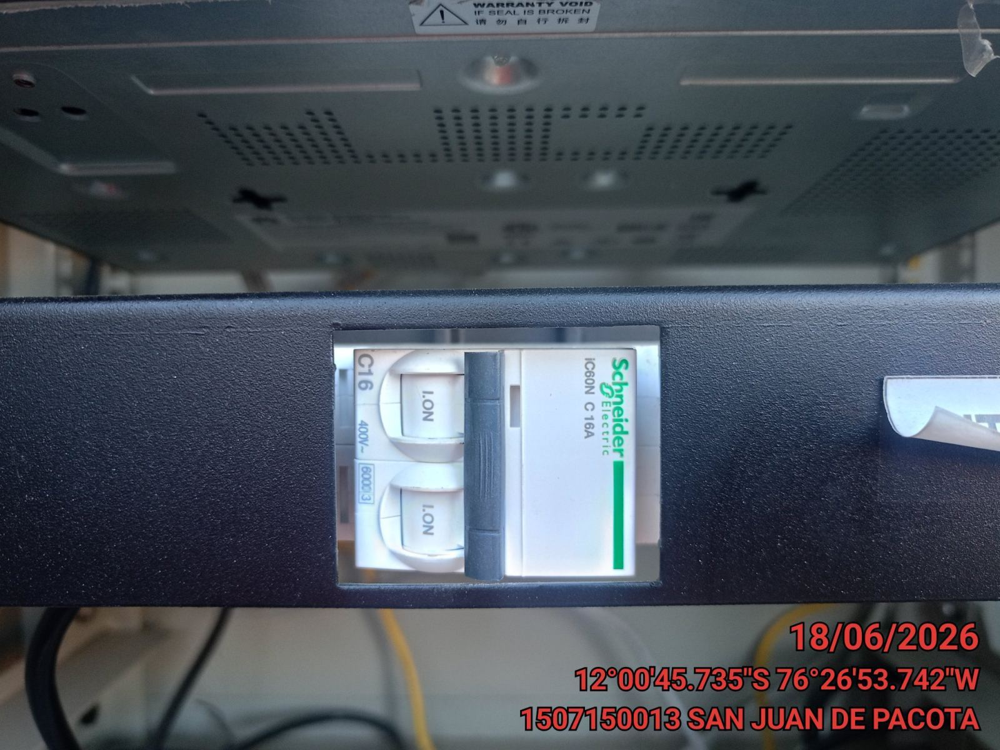 WARRANTY VOID
IF SEAL IS BROKEN
请勿自行拆封
Schneider
Electric
iC60N C 16A
I.ON
I.ON
C16
400V~
6000 3
18/06/2026
12°00'45.735"S 76°26'53.742"W
1507150013 SAN JUAN DE PACOTA